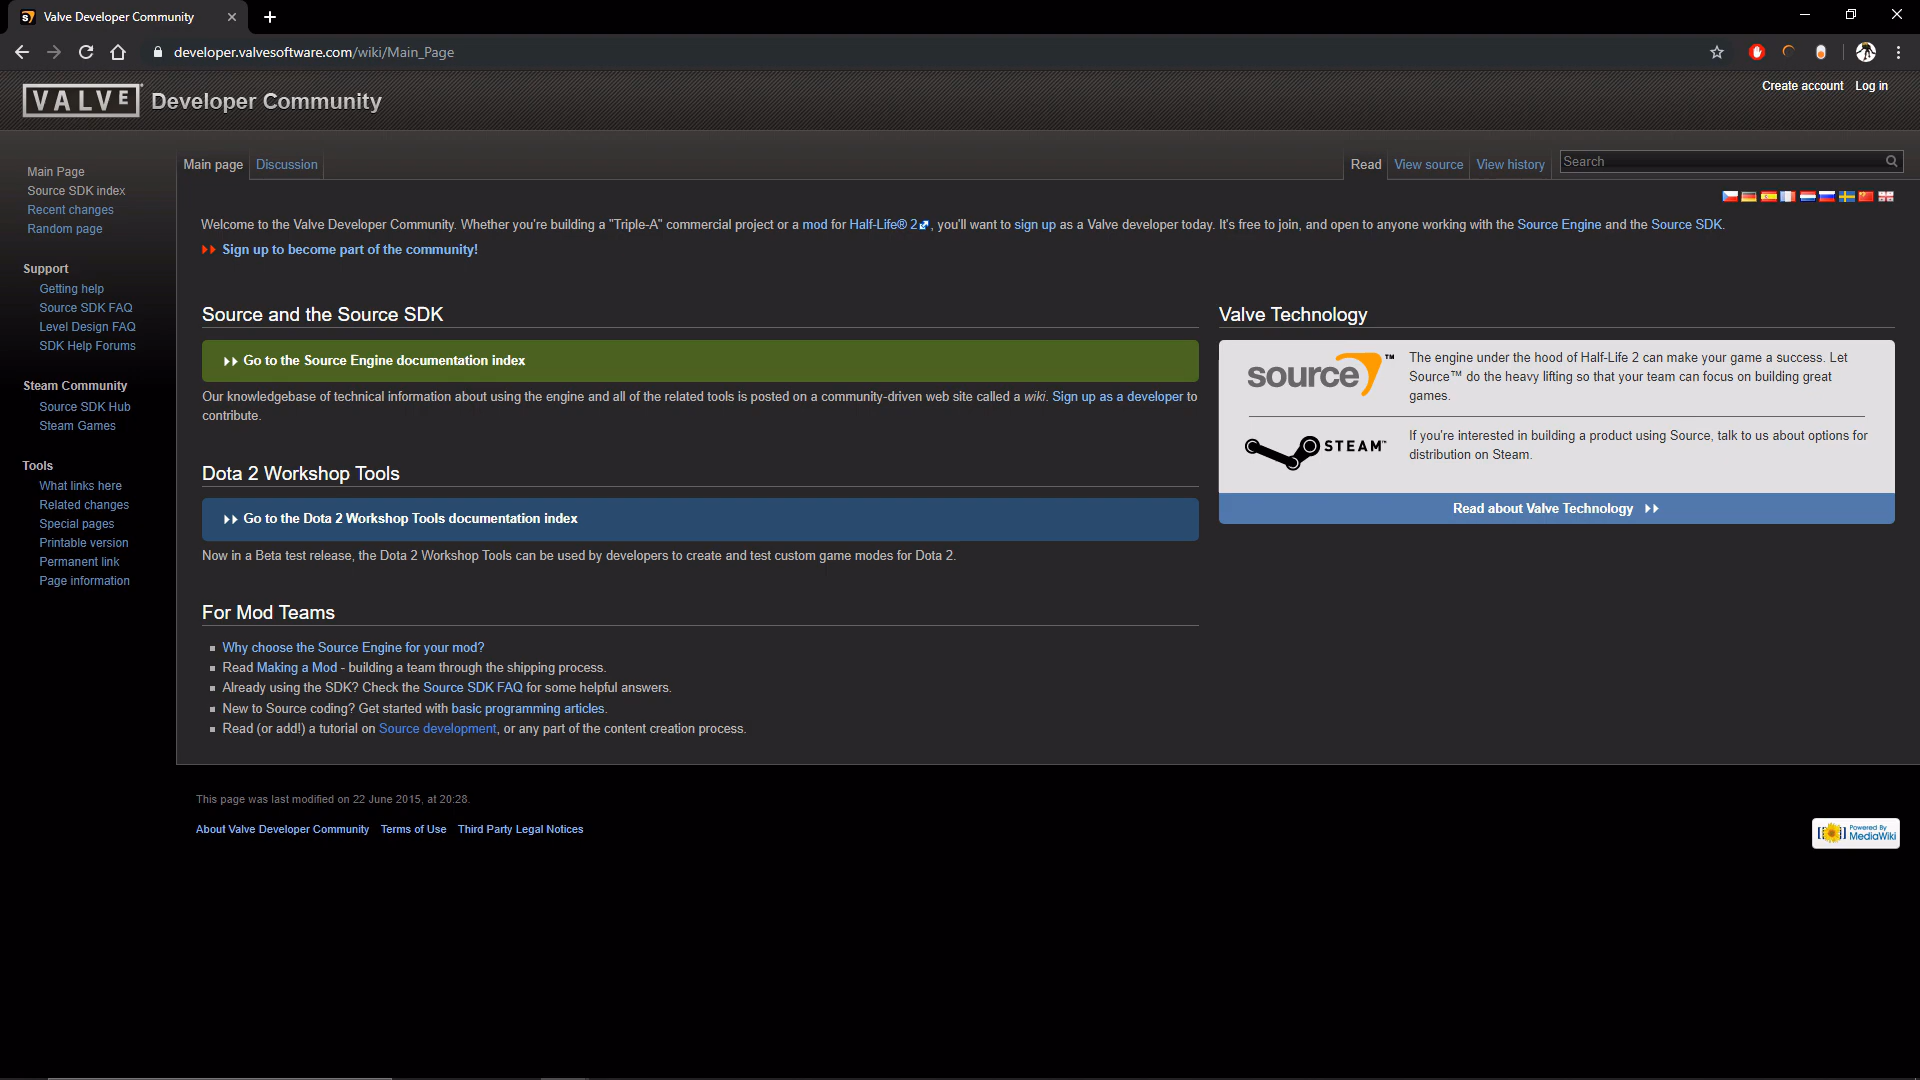 Valve Developer Community
developer.valvesoftware.com/wiki/Main_Page
VALVE Developer Community
Create account Log in
Main Page
Source SDK index
Recent changes
Random page
Support
Getting help
Source SDK FAQ
Level Design FAQ
SDK Help Forums
Steam Community
Source SDK Hub
Steam Games
Tools
What links here
Related changes
Special pages
Printable version
Permanent link
Page information
Main page Discussion
Read View source View history Search
Welcome to the Valve Developer Community. Whether you're building a "Triple-A" commercial project or a mod for Half-Life® 2, you'll want to sign up as a Valve developer today. It's free to join, and open to anyone working with the Source Engine and the Source SDK.
Sign up to become part of the community!
Source and the Source SDK
Go to the Source Engine documentation index
Our knowledgebase of technical information about using the engine and all of the related tools is posted on a community-driven web site called a wiki. Sign up as a developer to
contribute.
Dota 2 Workshop Tools
Go to the Dota 2 Workshop Tools documentation index
Now in a Beta test release, the Dota 2 Workshop Tools can be used by developers to create and test custom game modes for Dota 2.
For Mod Teams
Why choose the Source Engine for your mod?
Read Making a Mod - building a team through the shipping process.
Already using the SDK? Check the Source SDK FAQ for some helpful answers.
New to Source coding? Get started with basic programming articles.
Read (or add!) a tutorial on Source development, or any part of the content creation process.
Valve Technology
source™
The engine under the hood of Half-Life 2 can make your game a success. Let
Source™ do the heavy lifting so that your team can focus on building great
games.
STEAM™
If you're interested in building a product using Source, talk to us about options for
distribution on Steam.
Read about Valve Technology
This page was last modified on 22 June 2015, at 20:28.
About Valve Developer Community Terms of Use Third Party Legal Notices
Powered By
MediaWiki